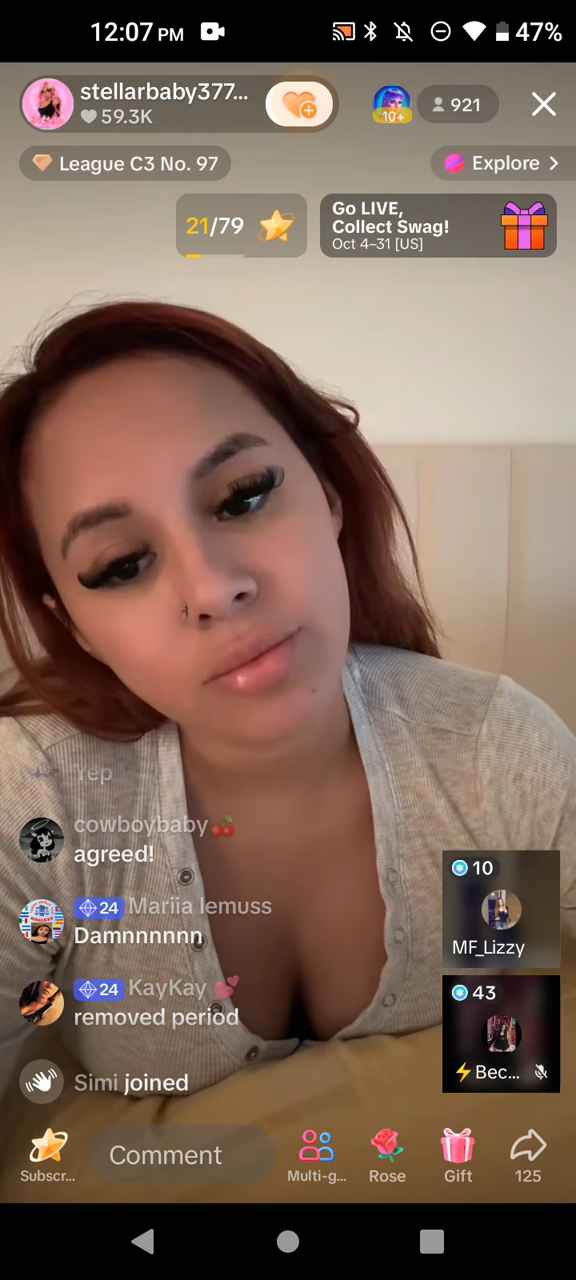 12:07 PM
47%
stellarbaby377...
59.3K
10+
921
League C3 No. 97
Explore
21/79
Go LIVE,
Collect Swag!
Oct 4–31 [US]
Yep
cowboybaby
agreed!
24 Mariia lemuss
Damnnnnnn
24 KayKay
removed period
Simi joined
10
MF_Lizzy
43
Bec...
Subscr...
Comment
Multi-g...
Rose
Gift
125